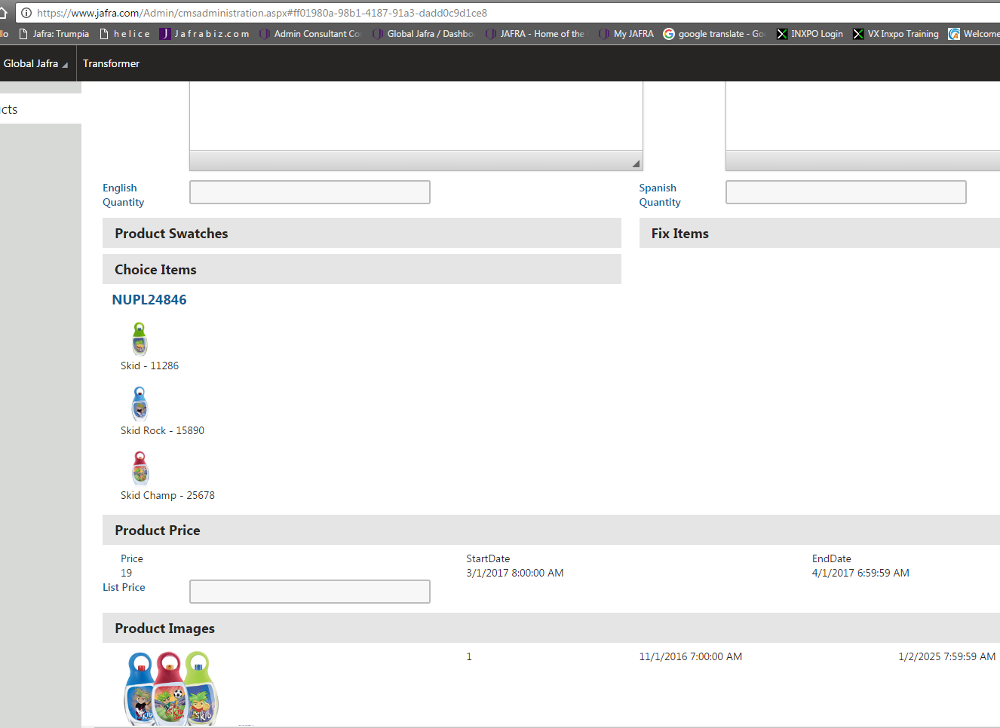 https://www.jafra.com/Admin/cmsadministration.aspx#ff01980a-98b1-4187-91a3-dadd0c9d1ce8
llo Jafra: Trumpia h e l i c e J a f r a b i z . c o m Admin Consultant Co Global Jafra / Dashbo JAFRA - Home of the My JAFRA google translate - Go INXPO Login VX Inxpo Training Welcome
Global Jafra Transformer
cts
English Quantity
Spanish Quantity
Product Swatches
Fix Items
Choice Items
NUPL24846
Skid - 11286
Skid Rock - 15890
Skid Champ - 25678
Product Price
Price StartDate EndDate
19 3/1/2017 8:00:00 AM 4/1/2017 6:59:59 AM
List Price
Product Images
1 11/1/2016 7:00:00 AM 1/2/2025 7:59:59 AM
SKID SKID SKID